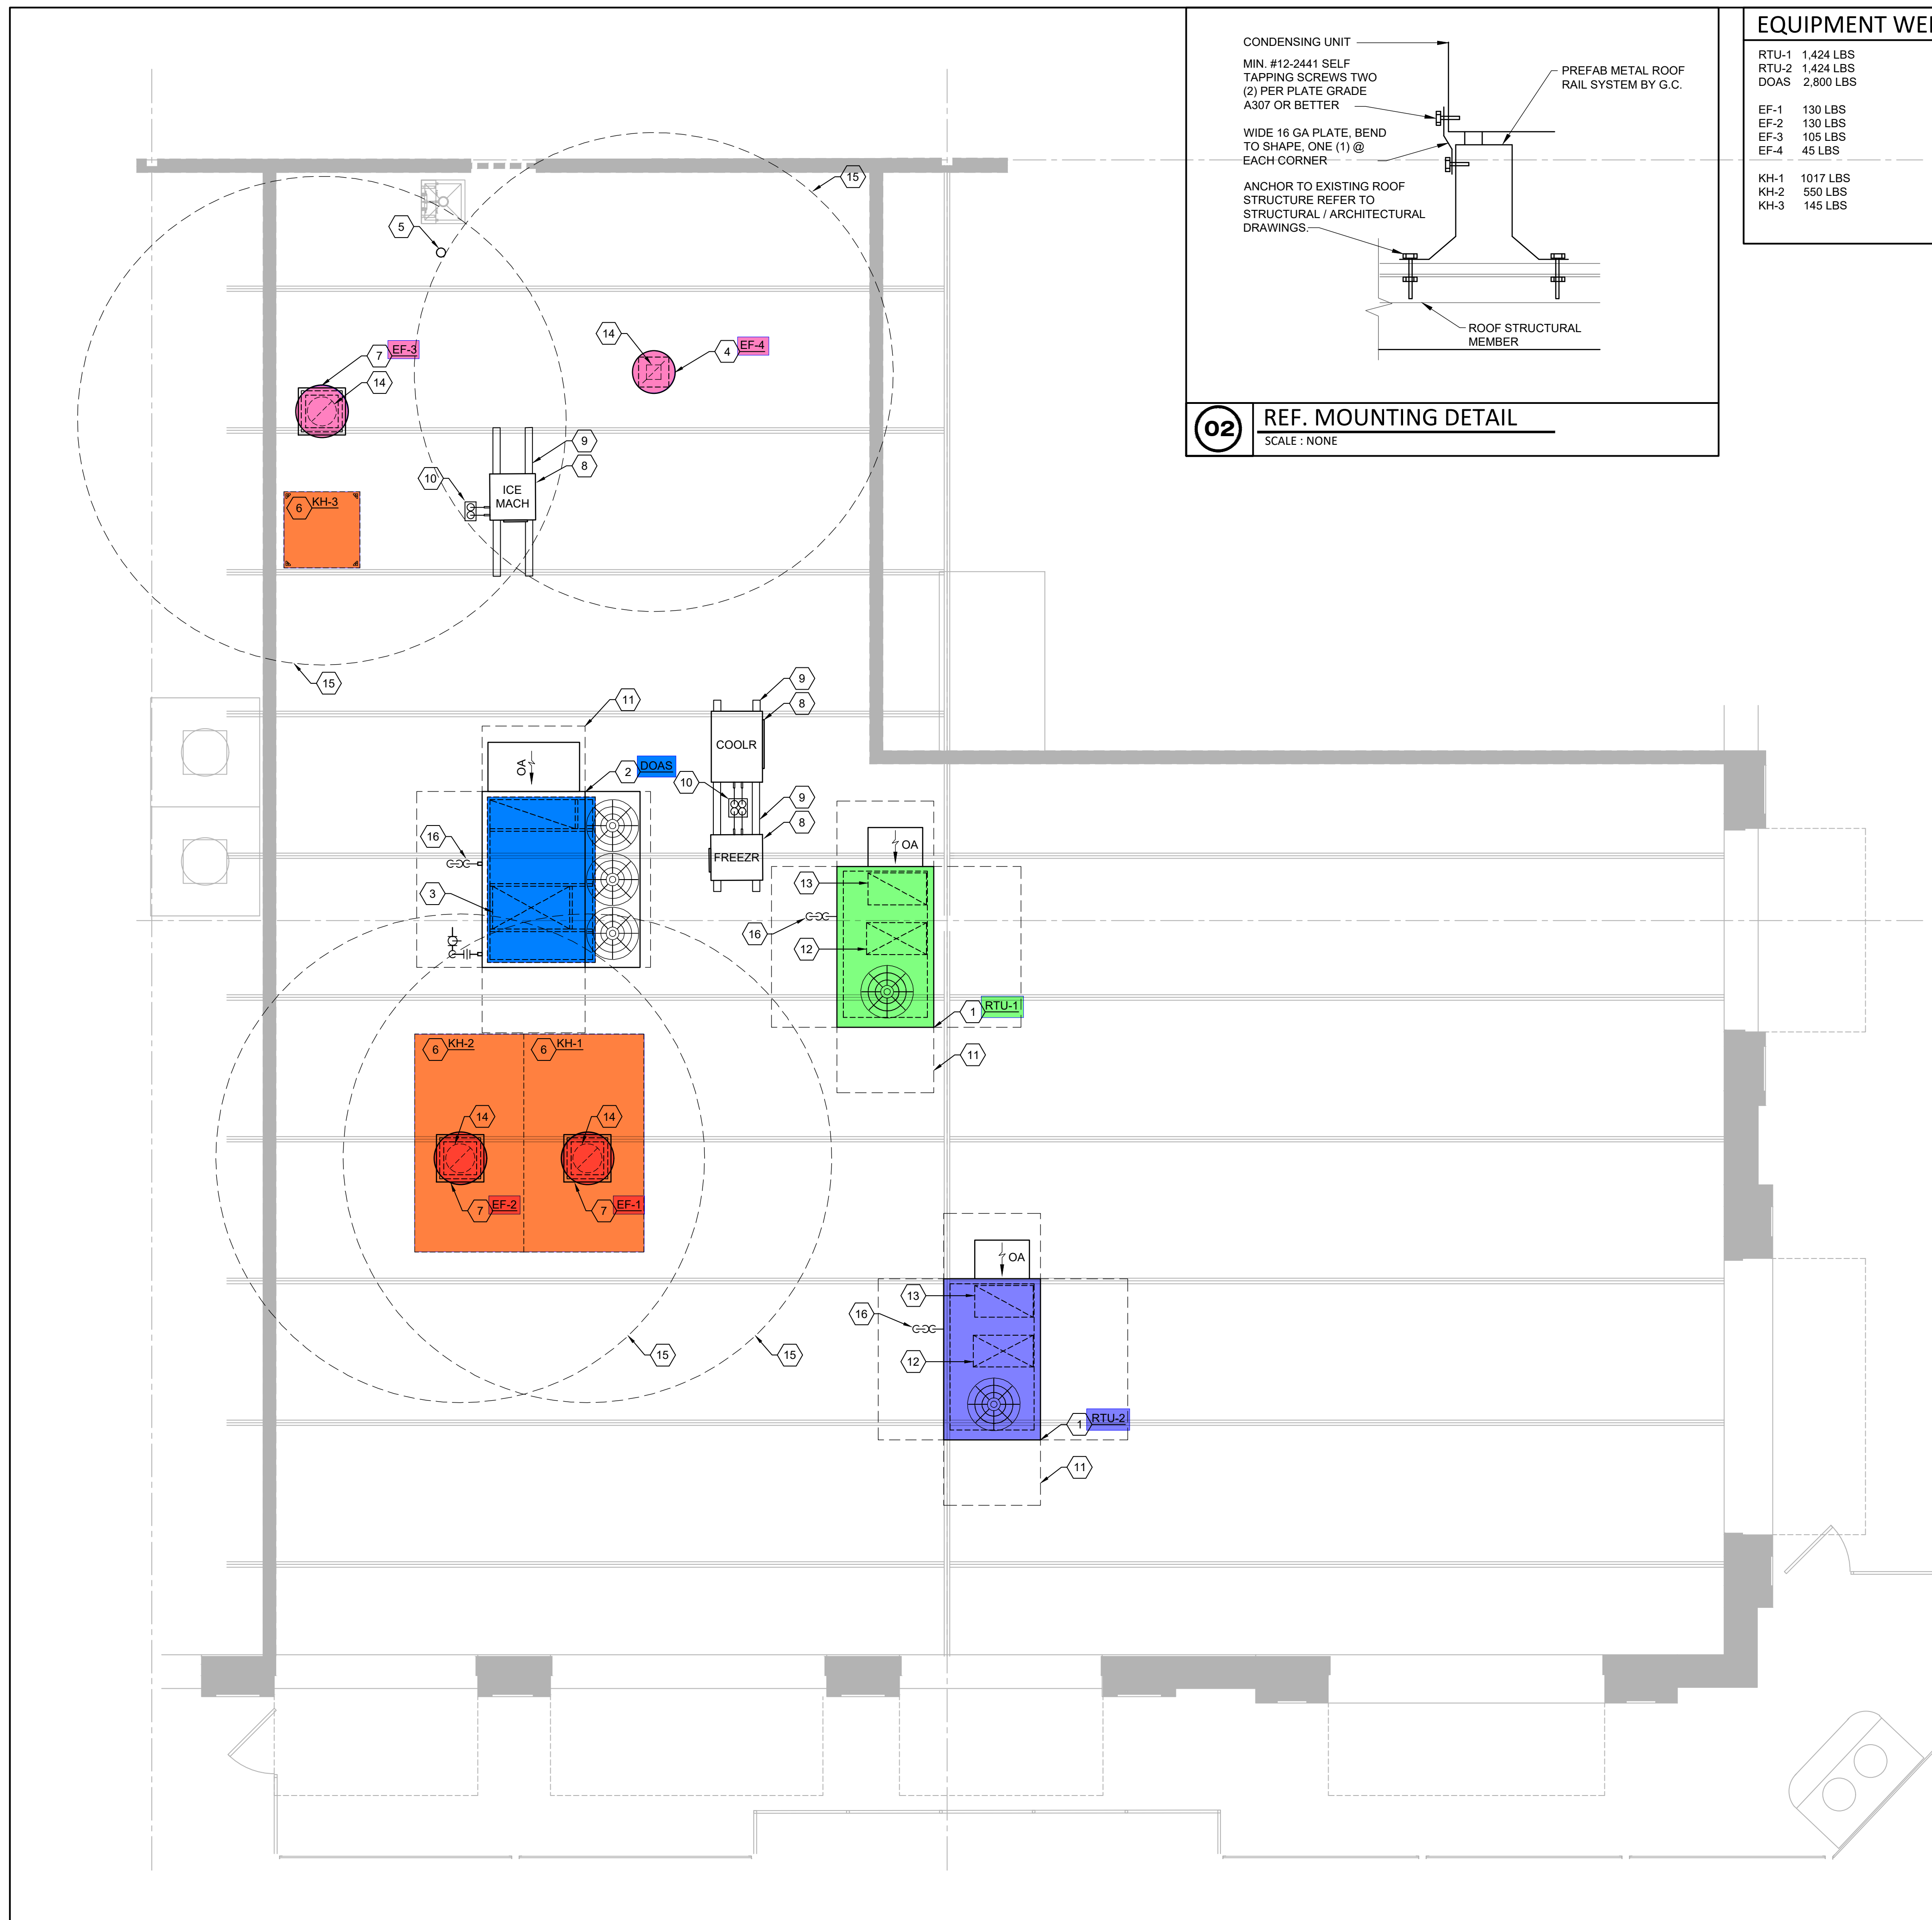 CONDENSING UNIT
MIN. #12-2441 SELF
TAPPING SCREWS TWO
(2) PER PLATE GRADE
A307 OR BETTER
WIDE 16 GA PLATE, BEND
TO SHAPE, ONE (1) @
EACH CORNER
ANCHOR TO EXISTING ROOF
STRUCTURE REFER TO
STRUCTURAL / ARCHITECTURAL
DRAWINGS.
PREFAB METAL ROOF
RAIL SYSTEM BY G.C.
ROOF STRUCTURAL
MEMBER
02
REF. MOUNTING DETAIL
SCALE : NONE
RTU-1 1,424 LBS
RTU-2 1,424 LBS
DOAS 2,800 LBS
EF-1 130 LBS
EF-2 130 LBS
EF-3 105 LBS
EF-4 45 LBS
KH-1 1017 LBS
KH-2 550 LBS
KH-3 145 LBS
EQUIPMENT
15
5
14
4 EF-4
7 EF-3
14
9
8
10
ICE
MACH
6 KH-3
15
11
9
8
COOLR
OA
2 DOAS
10
9
8
16
FREEZR
OA
3
13
16
12
1 RTU-1
11
6 KH-2
6 KH-1
14
14
7 EF-2
7 EF-1
OA
13
16
12
15
15
1 RTU-2
11